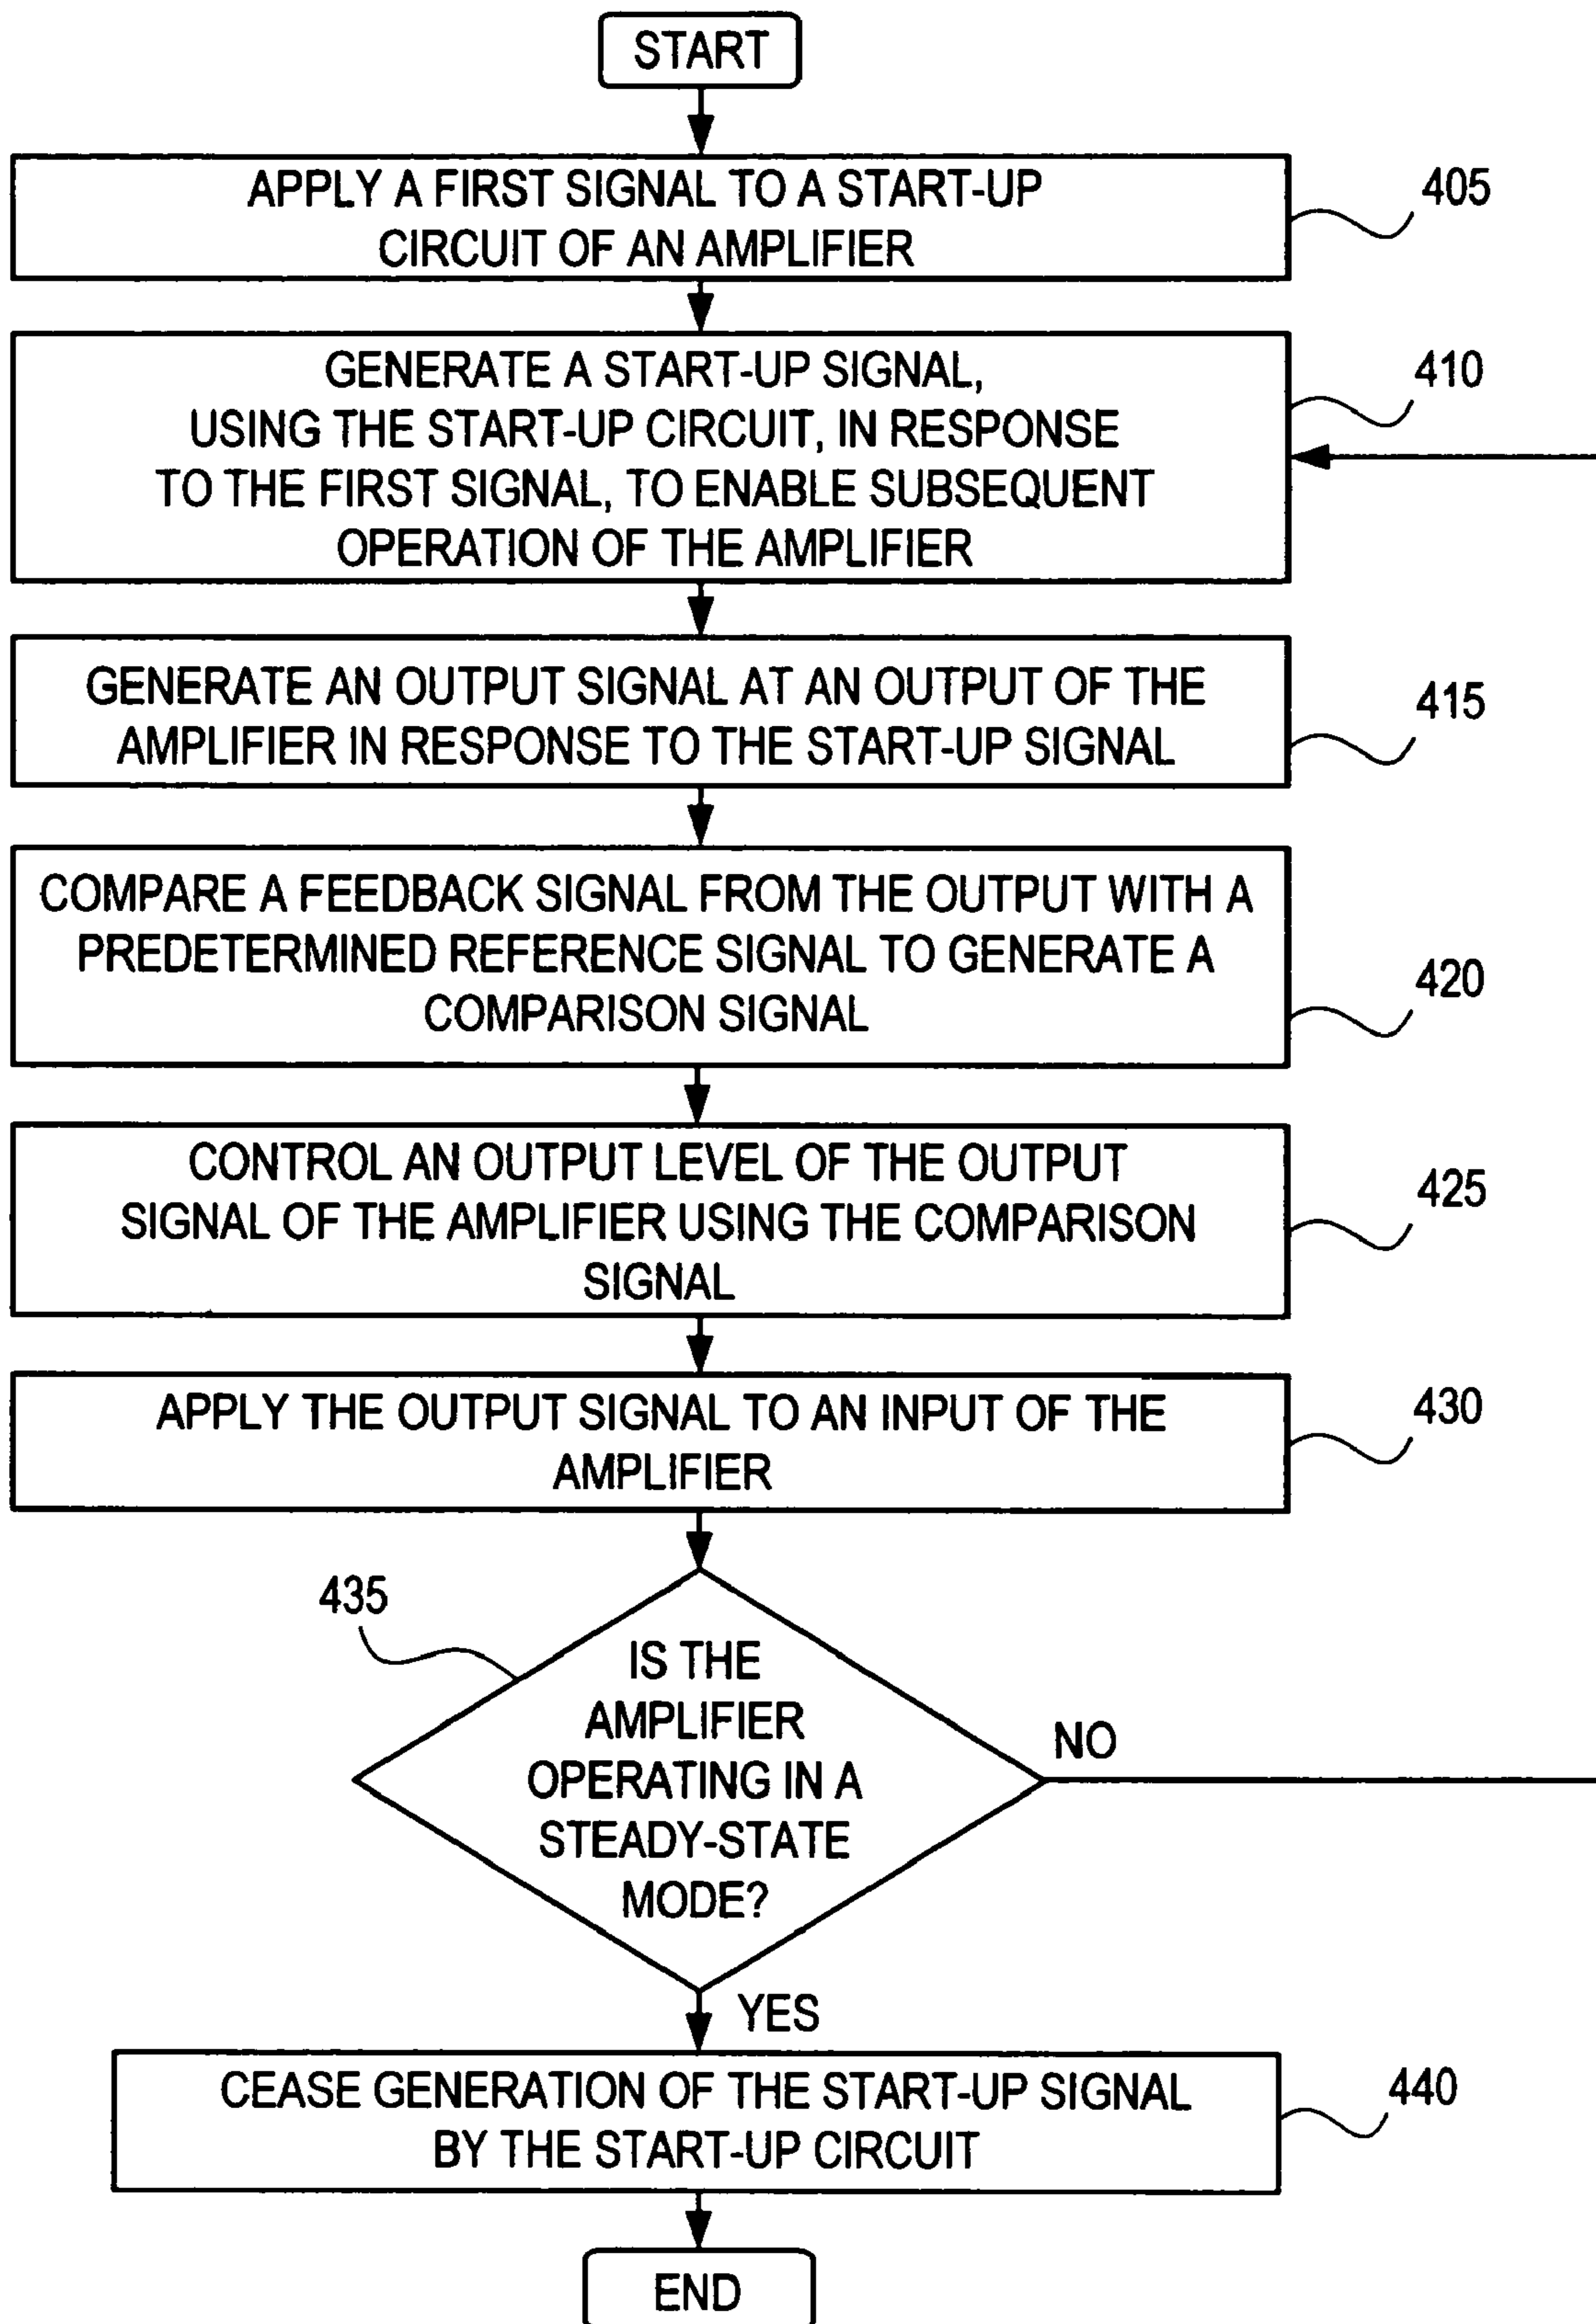 START
APPLY A FIRST SIGNAL TO A START-UP
CIRCUIT OF AN AMPLIFIER
405
GENERATE A START-UP SIGNAL,
USING THE START-UP CIRCUIT, IN RESPONSE
TO THE FIRST SIGNAL, TO ENABLE SUBSEQUENT
OPERATION OF THE AMPLIFIER
410
GENERATE AN OUTPUT SIGNAL AT AN OUTPUT OF THE
AMPLIFIER IN RESPONSE TO THE START-UP SIGNAL
415
COMPARE A FEEDBACK SIGNAL FROM THE OUTPUT WITH A
PREDETERMINED REFERENCE SIGNAL TO GENERATE A
COMPARISON SIGNAL
420
CONTROL AN OUTPUT LEVEL OF THE OUTPUT
SIGNAL OF THE AMPLIFIER USING THE COMPARISON
SIGNAL
425
APPLY THE OUTPUT SIGNAL TO AN INPUT OF THE
AMPLIFIER
430
435
IS THE
AMPLIFIER
OPERATING IN A
STEADY-STATE
MODE?
NO
YES
CEASE GENERATION OF THE START-UP SIGNAL
BY THE START-UP CIRCUIT
440
END